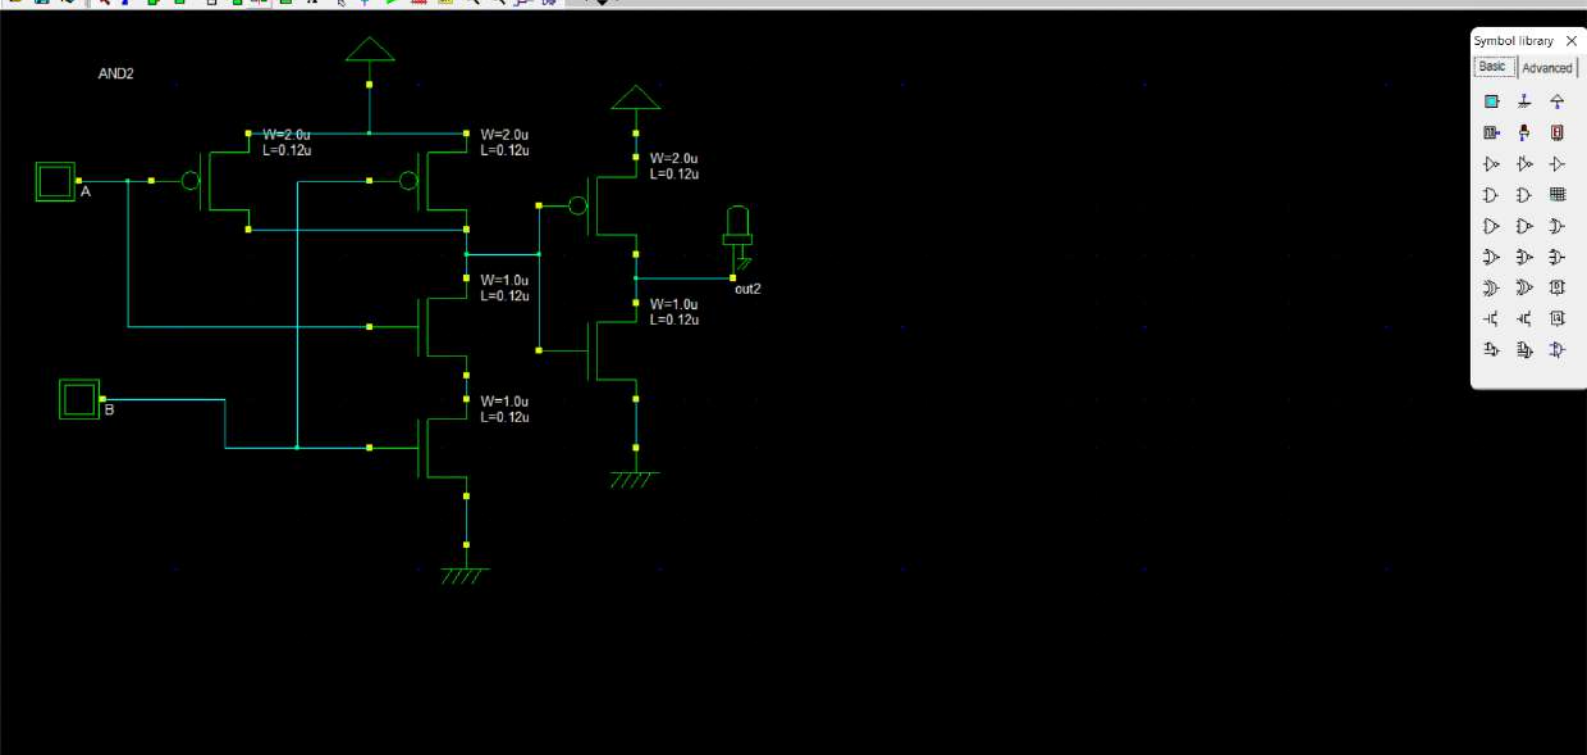 Symbol library
Basic
Advanced
AND2
W=2.0u
L=0.12u
W=2.0u
L=0.12u
W=2.0u
L=0.12u
A
W=1.0u
L=0.12u
out2
W=1.0u
L=0.12u
B
W=1.0u
L=0.12u